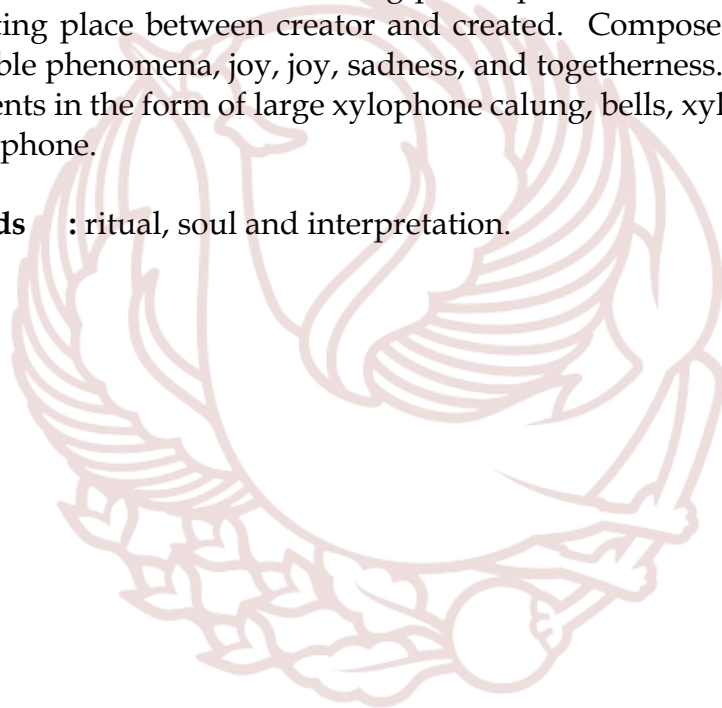 ting place between creator and created. Compose
ble phenomena, joy, joy, sadness, and togetherness.
ents in the form of large xylophone calung, bells, xyl
phone.
ds : ritual, soul and interpretation.